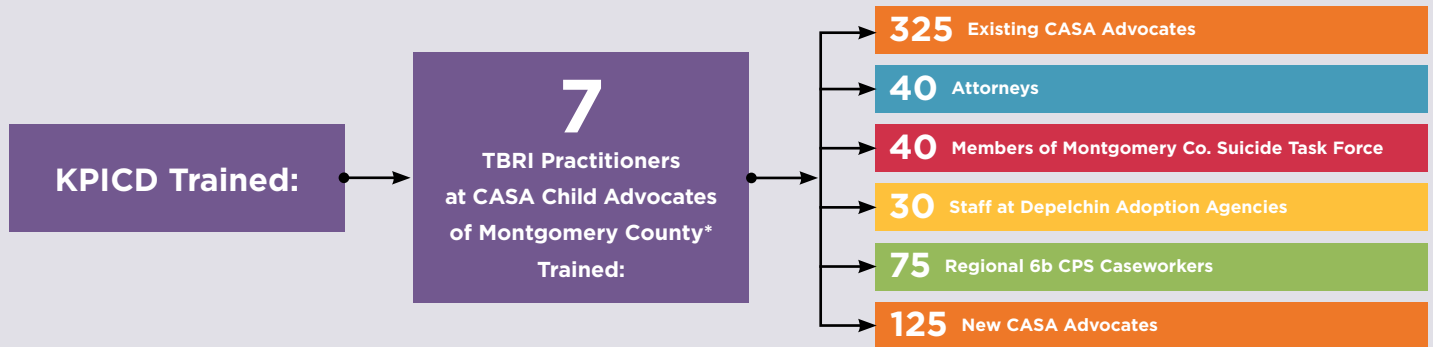 KPICD Trained:
7
TBRI Practitioners
at CASA Child Advocates
of Montgomery County*
Trained:
325 Existing CASA Advocates
40 Attorneys
40 Members of Montgomery Co. Suicide Task Force
30 Staff at Depelchin Adoption Agencies
75 Regional 6b CPS Caseworkers
125 New CASA Advocates